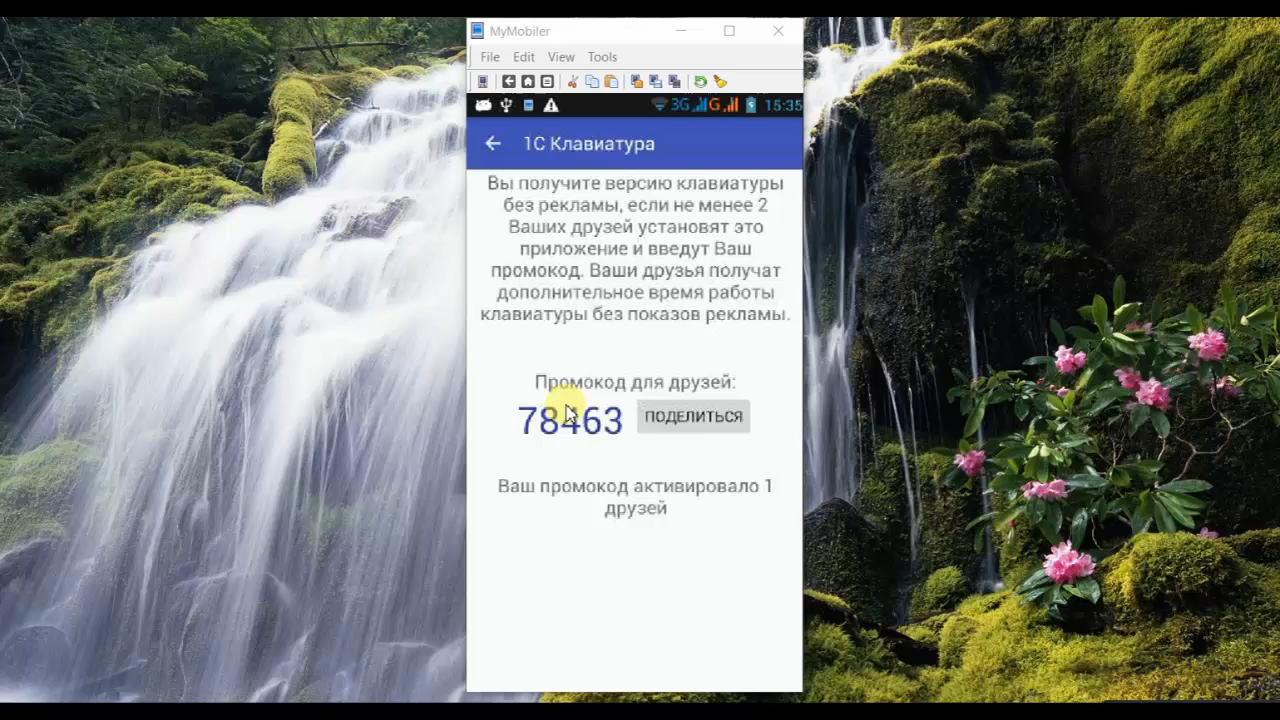 MyMobiler
File Edit View Tools
3G G 15:35
1С Клавиатура
Вы получите версию клавиатуры
без рекламы, если не менее 2
Ваших друзей установят это
приложение и введут Ваш
промокод. Ваши друзья получат
дополнительное время работы
клавиатуры без показов рекламы.
Промокод для друзей:
78463 ПОДЕЛИТЬСЯ
Ваш промокод активировало 1
друзей